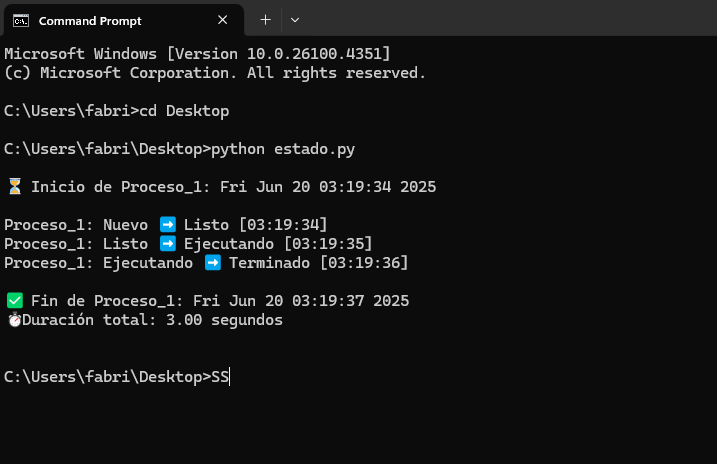 Command Prompt
Microsoft Windows [Version 10.0.26100.4351]
(c) Microsoft Corporation. All rights reserved.
C:\Users\fabri>cd Desktop
C:\Users\fabri\Desktop>python estado.py
⏳ Inicio de Proceso_1: Fri Jun 20 03:19:34 2025
Proceso_1: Nuevo ➡️ Listo [03:19:34]
Proceso_1: Listo ➡️ Ejecutando [03:19:35]
Proceso_1: Ejecutando ➡️ Terminado [03:19:36]
✅ Fin de Proceso_1: Fri Jun 20 03:19:37 2025
⏱️Duración total: 3.00 segundos
C:\Users\fabri\Desktop>SS